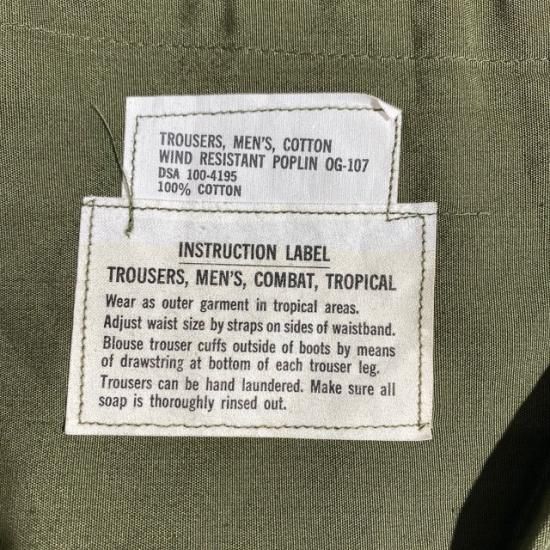 TROUSERS, MEN'S, COTTON
WIND RESISTANT POPLIN OG-107
DSA 100-4195
100% COTTON
INSTRUCTION LABEL
TROUSERS, MEN'S, COMBAT, TROPICAL
Wear as outer garment in tropical areas.
Adjust waist size by straps on sides of waistband.
Blouse trouser cuffs outside of boots by means
of drawstring at bottom of each trouser leg.
Trousers can be hand laundered. Make sure all
soap is thoroughly rinsed out.